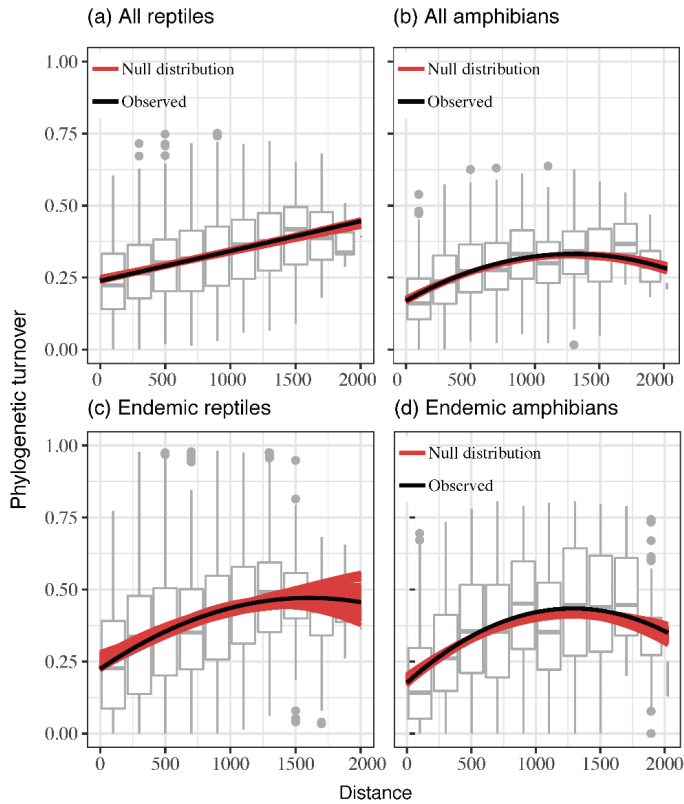 (a) All reptiles
(b) All amphibians
1.00
0.75
0.50
0.25
0.00
Null distribution
Observed
Null distribution
Observed
0 500 1000 1500 2000
0 500 1000 1500 2000
Phylogenetic turnover
(c) Endemic reptiles
(d) Endemic amphibians
1.00
0.75
0.50
0.25
0.00
Null distribution
Observed
0 500 1000 1500 2000
0 500 1000 1500 2000
Distance